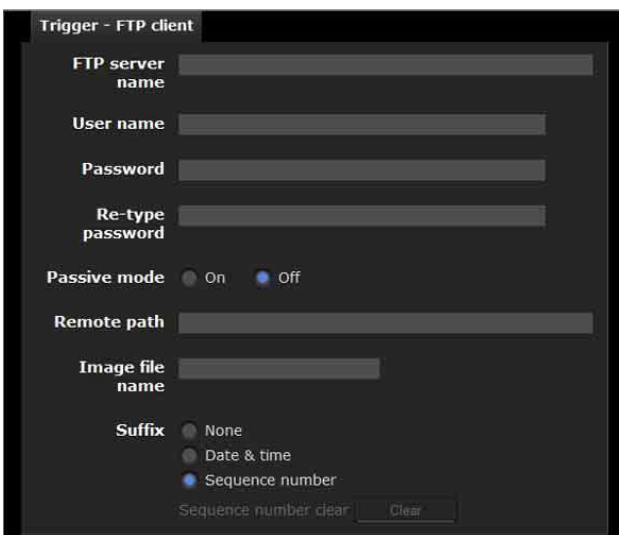 Trigger - FTP client
FTP server
name
User name
Password
Re-type
password
Passive mode On Off
Remote path
Image file
name
Suffix None
Date & time
Sequence number
Sequence number clear Clear